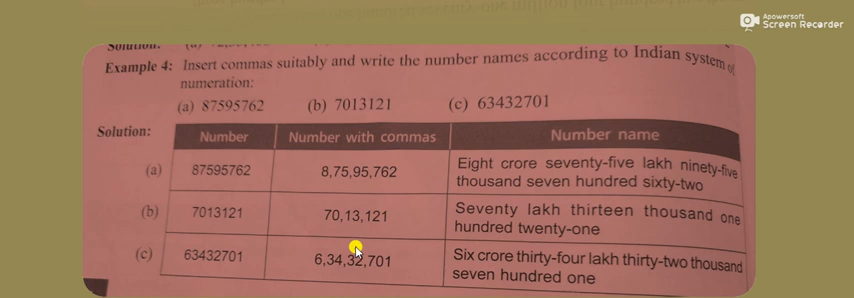 Apowersoft
Screen Recorder
Solution:
Example 4: Insert commas suitably and write the number names according to Indian system of
numeration:
(a) 87595762 (b) 7013121 (c) 63432701
Solution:
Number Number with commas Number name
(a) 87595762 8,75,95,762 Eight crore seventy-five lakh ninety-five
thousand seven hundred sixty-two
(b) 7013121 70,13,121 Seventy lakh thirteen thousand one
hundred twenty-one
(c) 63432701 6,34,32,701 Six crore thirty-four lakh thirty-two thousand
seven hundred one